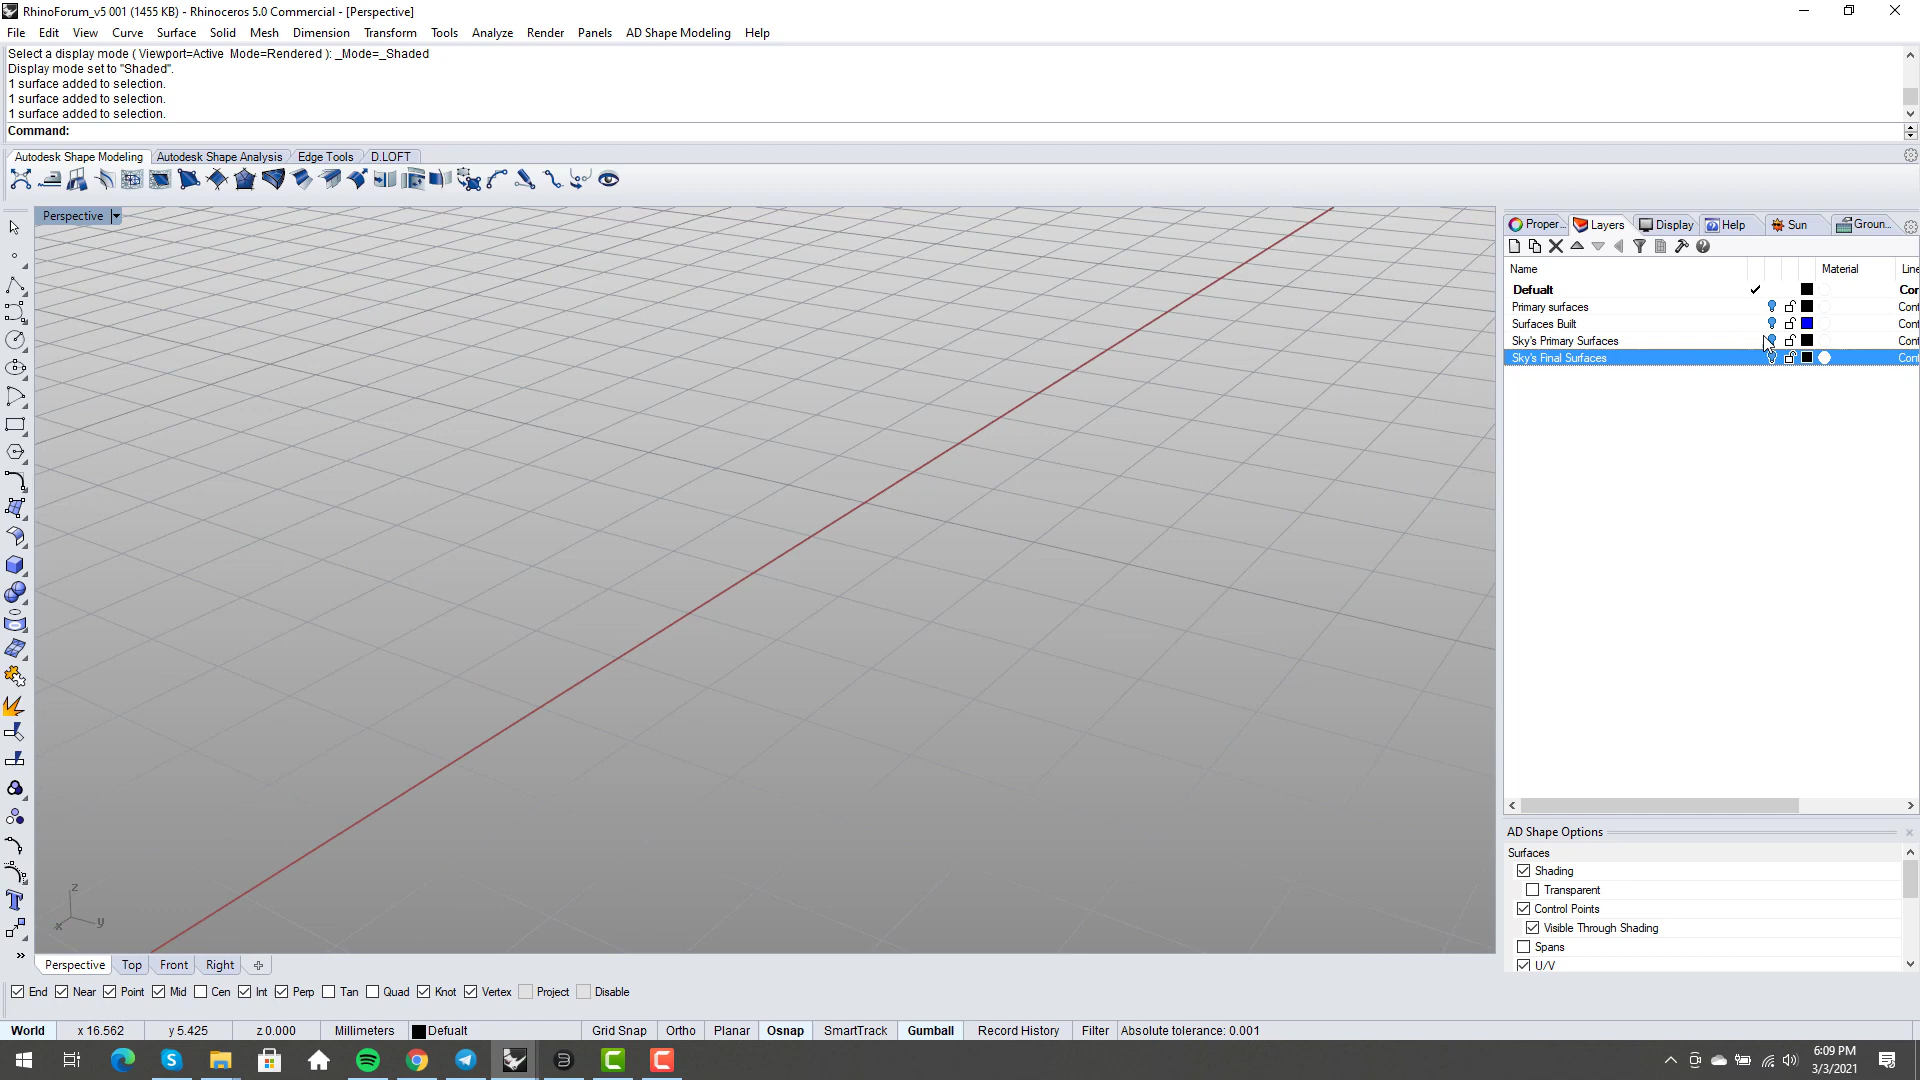 RhinoForum_v5 001 (1455 KB) - Rhinoceros 5.0 Commercial - [Perspective]
File Edit View Curve Surface Solid Mesh Dimension Transform Tools Analyze Render Panels AD Shape Modeling Help
Select a display mode ( Viewport=Active Mode=Rendered ): _Mode=_Shaded
Display mode set to "Shaded".
1 surface added to selection.
1 surface added to selection.
1 surface added to selection.
Command:
Autodesk Shape Modeling Autodesk Shape Analysis Edge Tools D.LOFT
Perspective
Proper... Layers Display Help Sun Groun...
Name Material Line
Defualt Cor
Primary surfaces Cont
Surfaces Built Cont
Sky's Primary Surfaces Cont
Sky's Final Surfaces Cont
AD Shape Options
Surfaces
Shading
Transparent
Control Points
Visible Through Shading
Spans
U/V
z
x y
Perspective Top Front Right
End Near Point Mid Cen Int Perp Tan Quad Knot Vertex Project Disable
World x 16.562 y 5.425 z 0.000 Millimeters Defualt Grid Snap Ortho Planar Osnap SmartTrack Gumball Record History Filter Absolute tolerance: 0.001
6:09 PM
3/3/2021